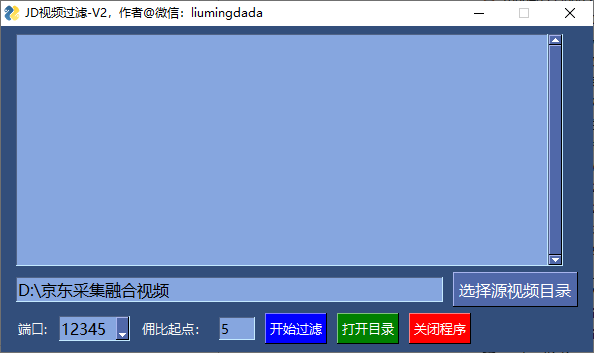 JD视频过滤-V2，作者@微信：liumingdada
D:\京东采集融合视频
选择源视频目录
端口: 12345 佣比起点: 5 开始过滤 打开目录 关闭程序